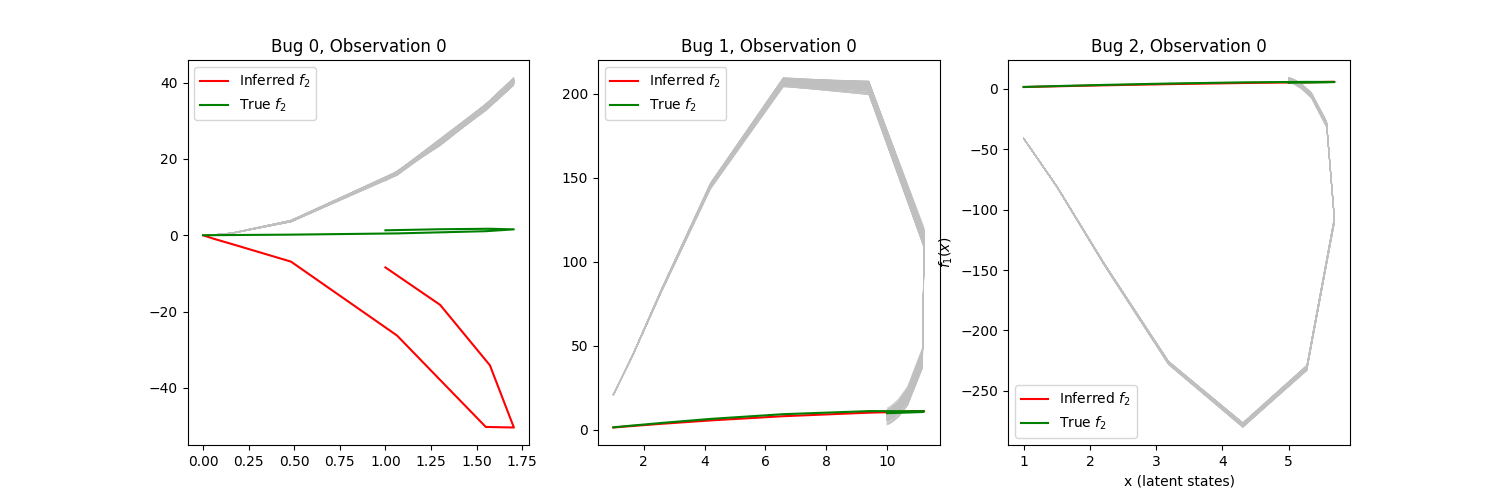 Bug 0, Observation 0
Inferred f₂
True f₂
40
20
0
−20
−40
0.00 0.25 0.50 0.75 1.00 1.25 1.50 1.75
Bug 1, Observation 0
Inferred f₂
True f₂
200
150
100
50
0
2 4 6 8 10
Bug 2, Observation 0
f₁(x)
0
−50
−100
−150
−200
−250
Inferred f₂
True f₂
1 2 3 4 5
x (latent states)